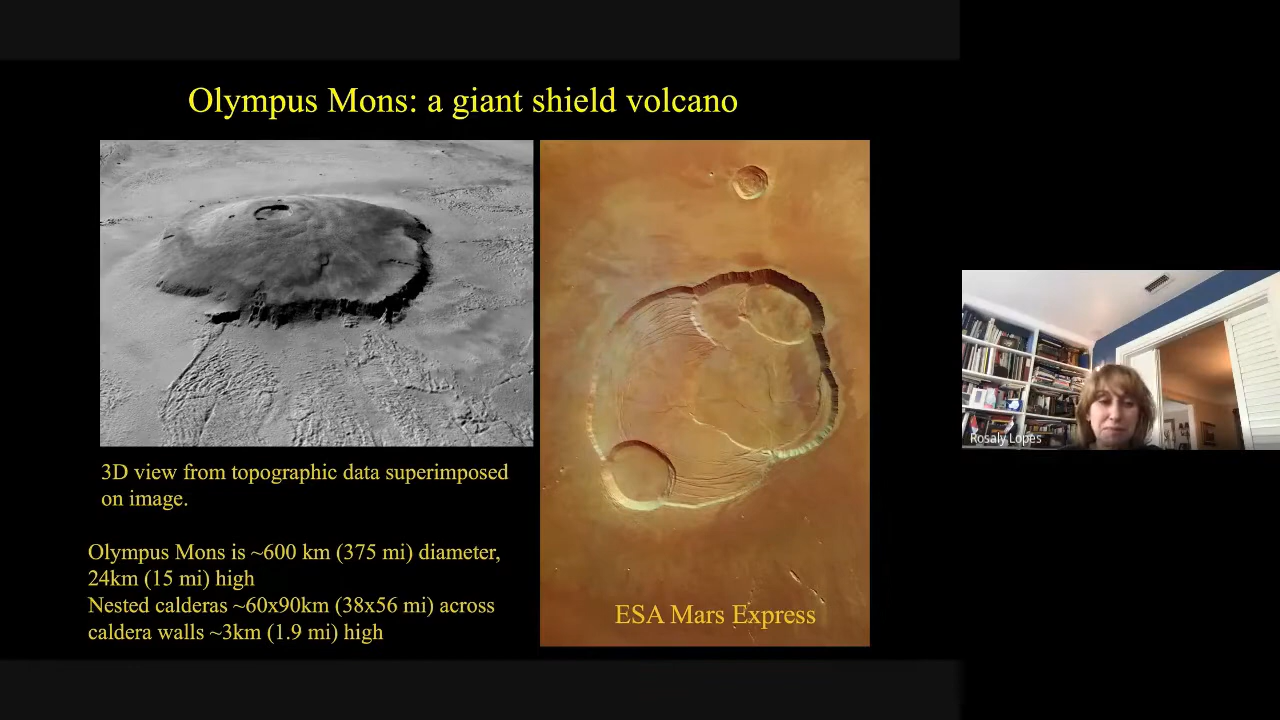 Olympus Mons: a giant shield volcano
3D view from topographic data superimposed
on image.
Olympus Mons is ~600 km (375 mi) diameter,
24km (15 mi) high
Nested calderas ~60x90km (38x56 mi) across
caldera walls ~3km (1.9 mi) high
ESA Mars Express
Rosaly Lopes